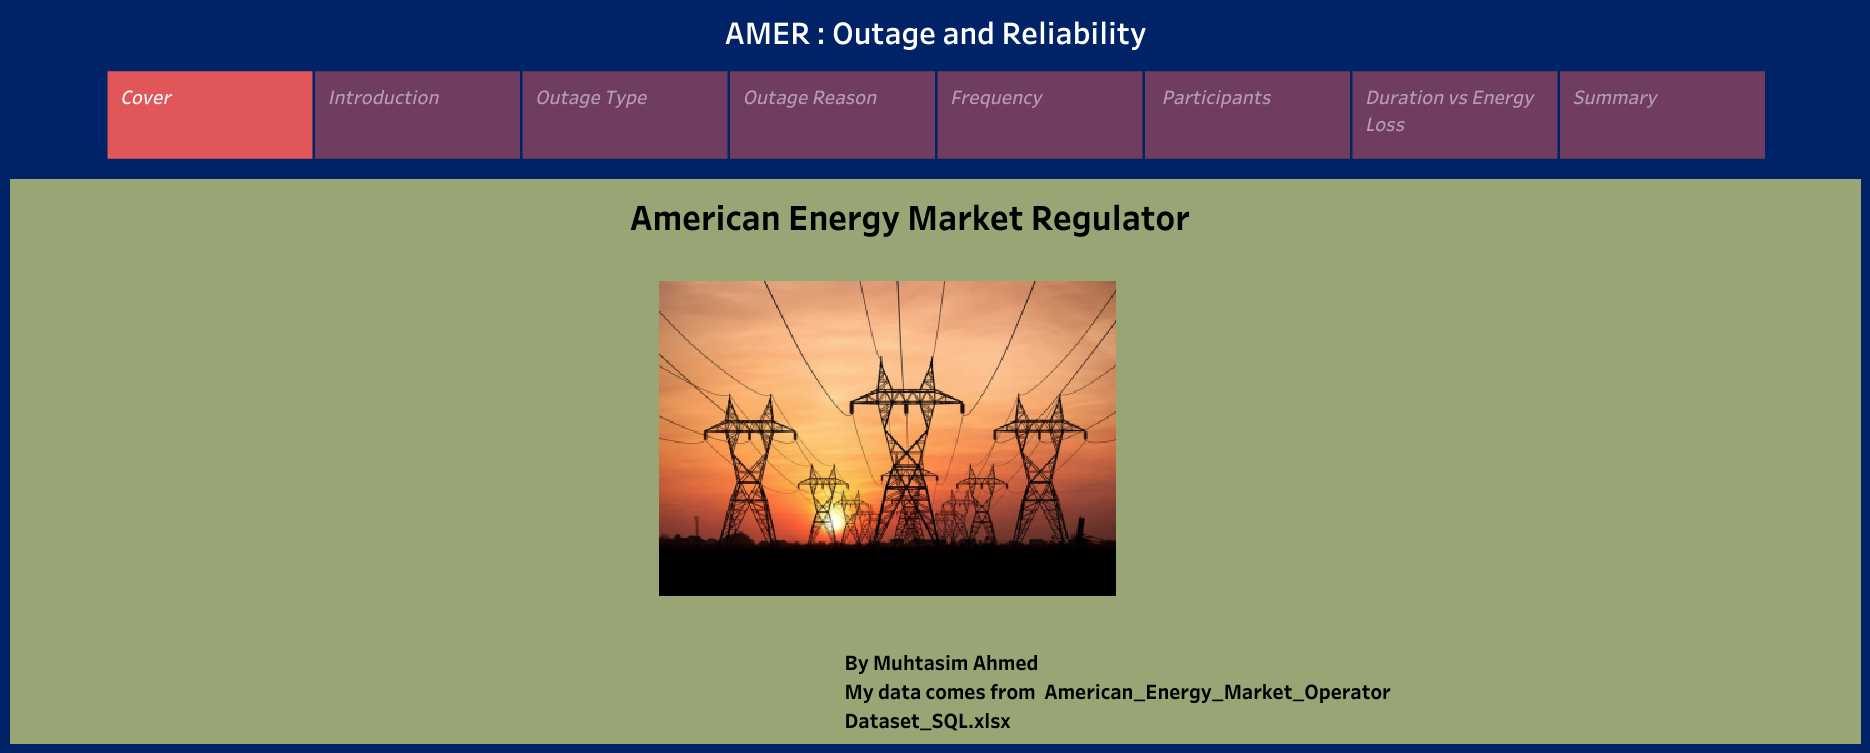 AMER : Outage and Reliability
Cover
Introduction
Outage Type
Outage Reason
Frequency
Participants
Duration vs Energy
Loss
Summary
American Energy Market Regulator
By Muhtasim Ahmed
My data comes from American_Energy_Market_Operator
Dataset_SQL.xlsx